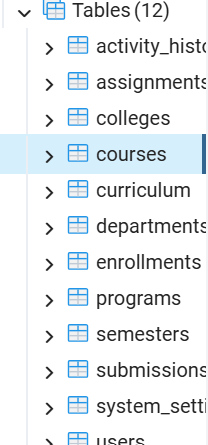 Tables (12)
activity_histo
assignments
colleges
courses
curriculum
departments
enrollments
programs
semesters
submissions
system_setti
users